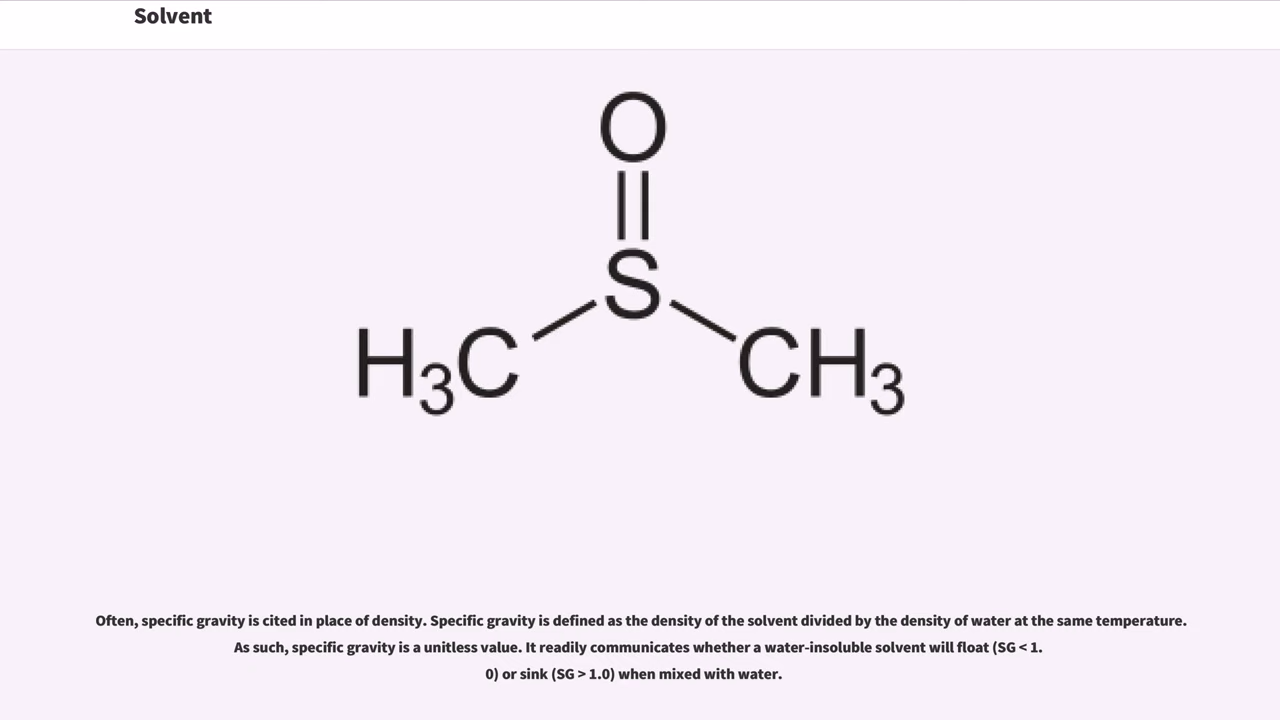 Solvent
O
S
H3C CH3
Often, specific gravity is cited in place of density. Specific gravity is defined as the density of the solvent divided by the density of water at the same temperature.
As such, specific gravity is a unitless value. It readily communicates whether a water-insoluble solvent will float (SG < 1.
0) or sink (SG > 1.0) when mixed with water.